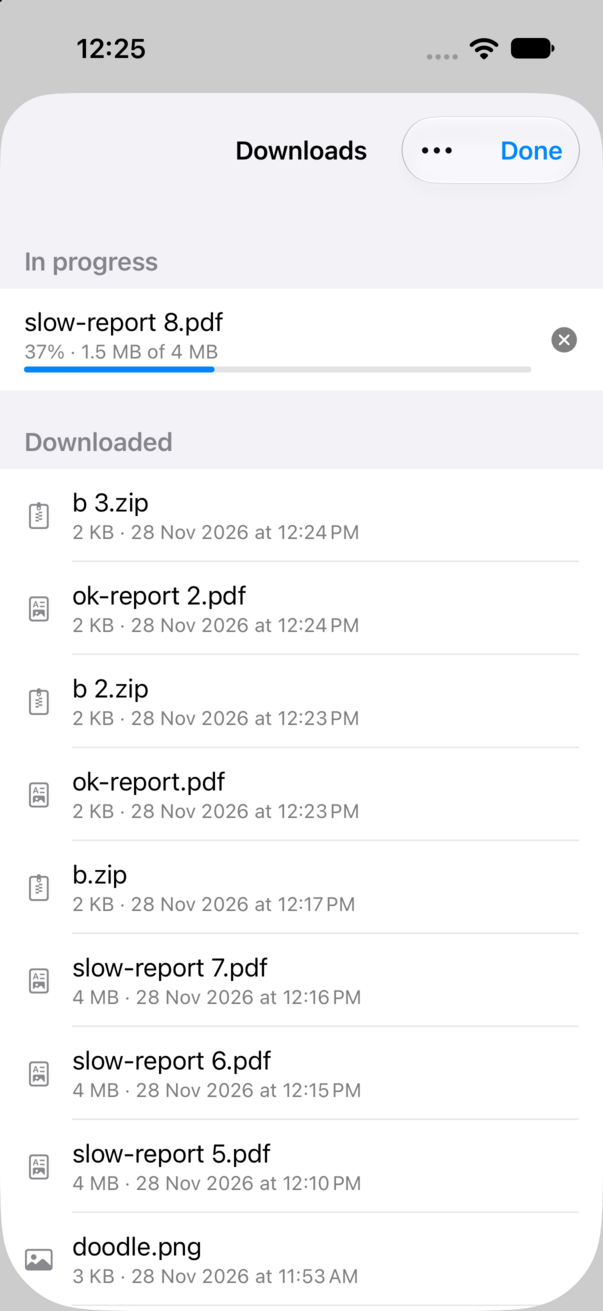 12:25
Downloads
Done
In progress
slow-report 8.pdf
37% · 1.5 MB of 4 MB
Downloaded
b 3.zip
2 KB · 28 Nov 2026 at 12:24 PM
ok-report 2.pdf
2 KB · 28 Nov 2026 at 12:24 PM
b 2.zip
2 KB · 28 Nov 2026 at 12:23 PM
ok-report.pdf
2 KB · 28 Nov 2026 at 12:23 PM
b.zip
2 KB · 28 Nov 2026 at 12:17 PM
slow-report 7.pdf
4 MB · 28 Nov 2026 at 12:16 PM
slow-report 6.pdf
4 MB · 28 Nov 2026 at 12:15 PM
slow-report 5.pdf
4 MB · 28 Nov 2026 at 12:10 PM
doodle.png
3 KB · 28 Nov 2026 at 11:53 AM